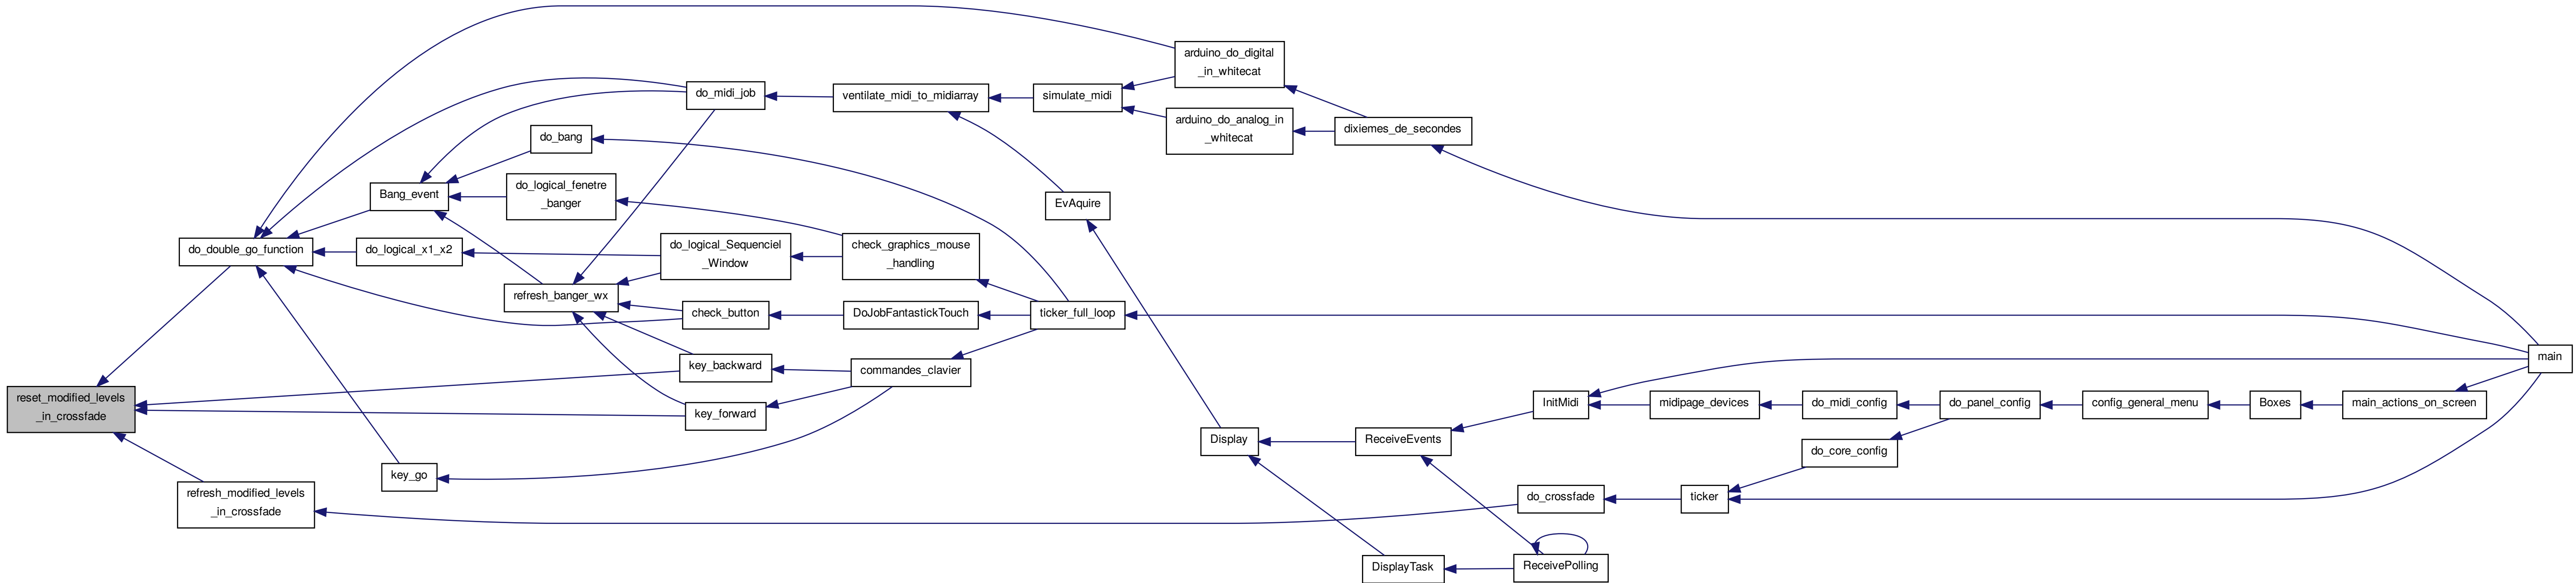 arduino_do_digital
_in_whitecat
do_midi_job
ventilate_midi_to_midiarray
simulate_midi
arduino_do_analog_in
_whitecat
dixiemes_de_secondes
do_bang
Bang_event
do_logical_fenetre
_banger
EvAquire
do_double_go_function
do_logical_x1_x2
do_logical_Sequenciel
_Window
check_graphics_mouse
_handling
refresh_banger_wx
check_button
DoJobFantastickTouch
ticker_full_loop
main
key_backward
commandes_clavier
reset_modified_levels
_in_crossfade
key_forward
InitMidi
midipage_devices
do_midi_config
do_panel_config
config_general_menu
Boxes
main_actions_on_screen
Display
ReceiveEvents
do_core_config
key_go
refresh_modified_levels
_in_crossfade
do_crossfade
ticker
DisplayTask
ReceivePolling